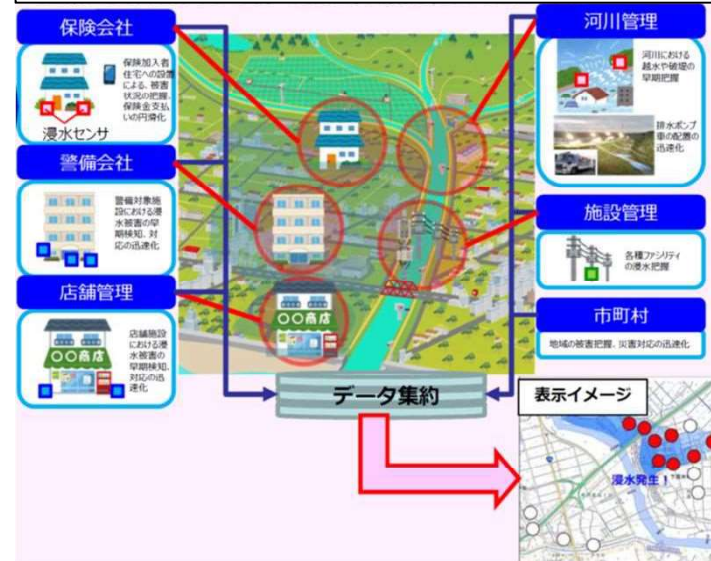 保険会社
保険加入者
住宅への設置
による、被害
状況の把握、
保険金支払
いの円滑化
浸水センサ
警備会社
警備対象施
設における浸
水被害の早
期検知、対
応の迅速化
店舗管理
〇〇商店
店舗施設
における浸
水被害の
早期検知、
対応の迅
速化
〇〇商店
河川管理
河川における
越水や破堤の
早期把握
排水ポンプ
車の配置の
迅速化
施設管理
各種ファシリティ
の浸水把握
市町村
地域の被害把握、災害対応の迅速化
データ集約
表示イメージ
浸水発生！